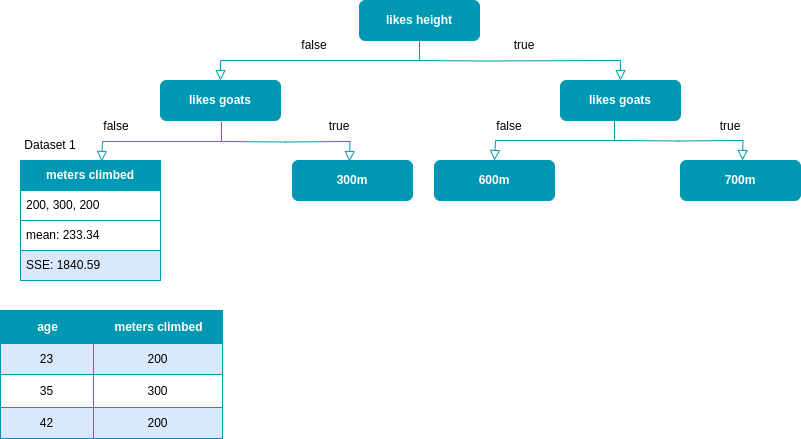 likes height
false
true
likes goats
likes goats
false
true
false
true
Dataset 1
meters climbed
300m
600m
700m
200, 300, 200
mean: 233.34
SSE: 1840.59
age meters climbed
23 200
35 300
42 200